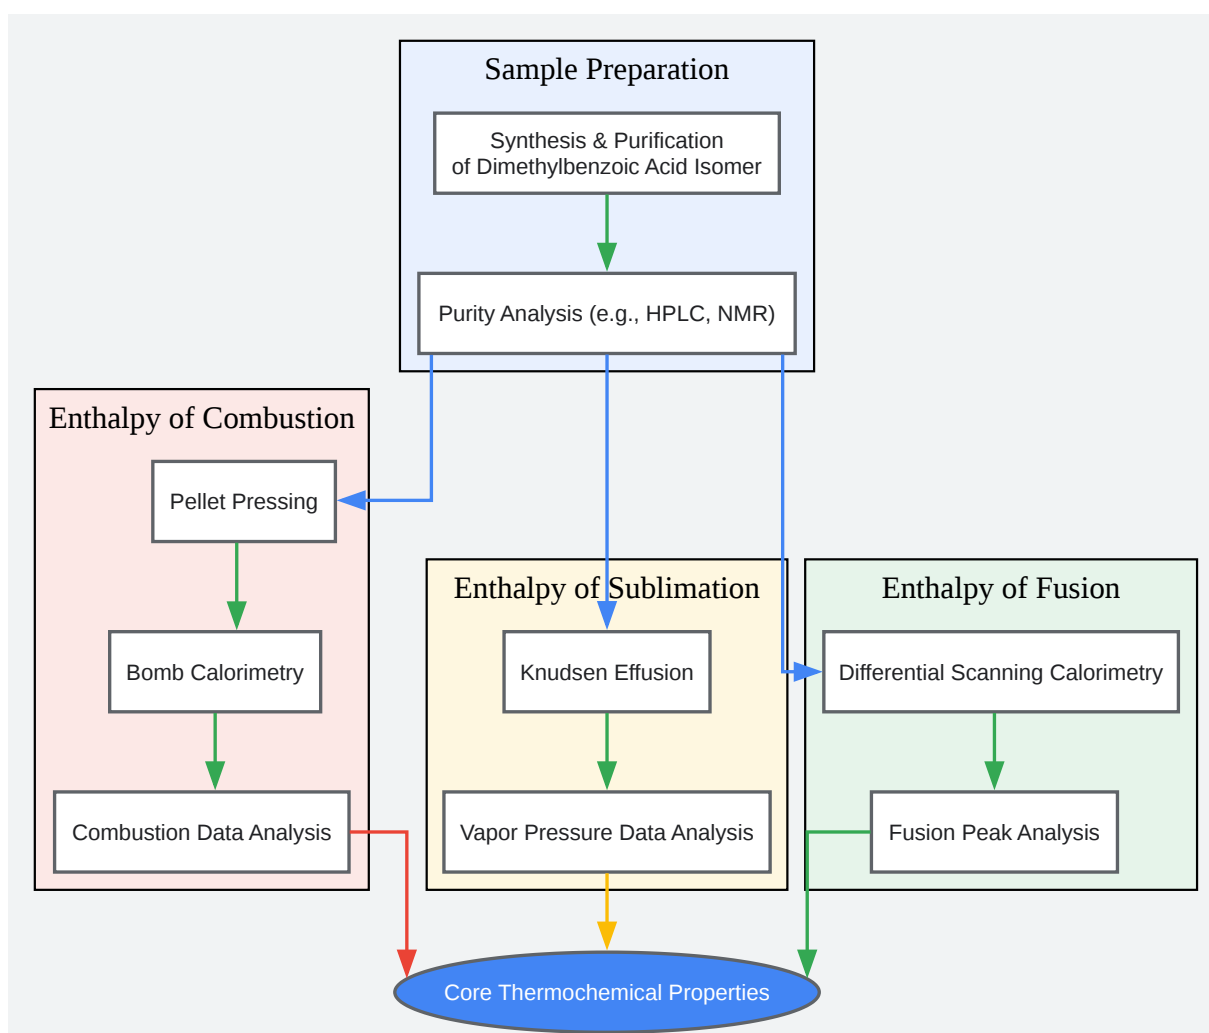 Sample Preparation
Synthesis & Purification
of Dimethylbenzoic Acid Isomer
Purity Analysis (e.g., HPLC, NMR)
Enthalpy of Combustion
Pellet Pressing
Bomb Calorimetry
Combustion Data Analysis
Enthalpy of Sublimation
Knudsen Effusion
Vapor Pressure Data Analysis
Enthalpy of Fusion
Differential Scanning Calorimetry
Fusion Peak Analysis
Core Thermochemical Properties